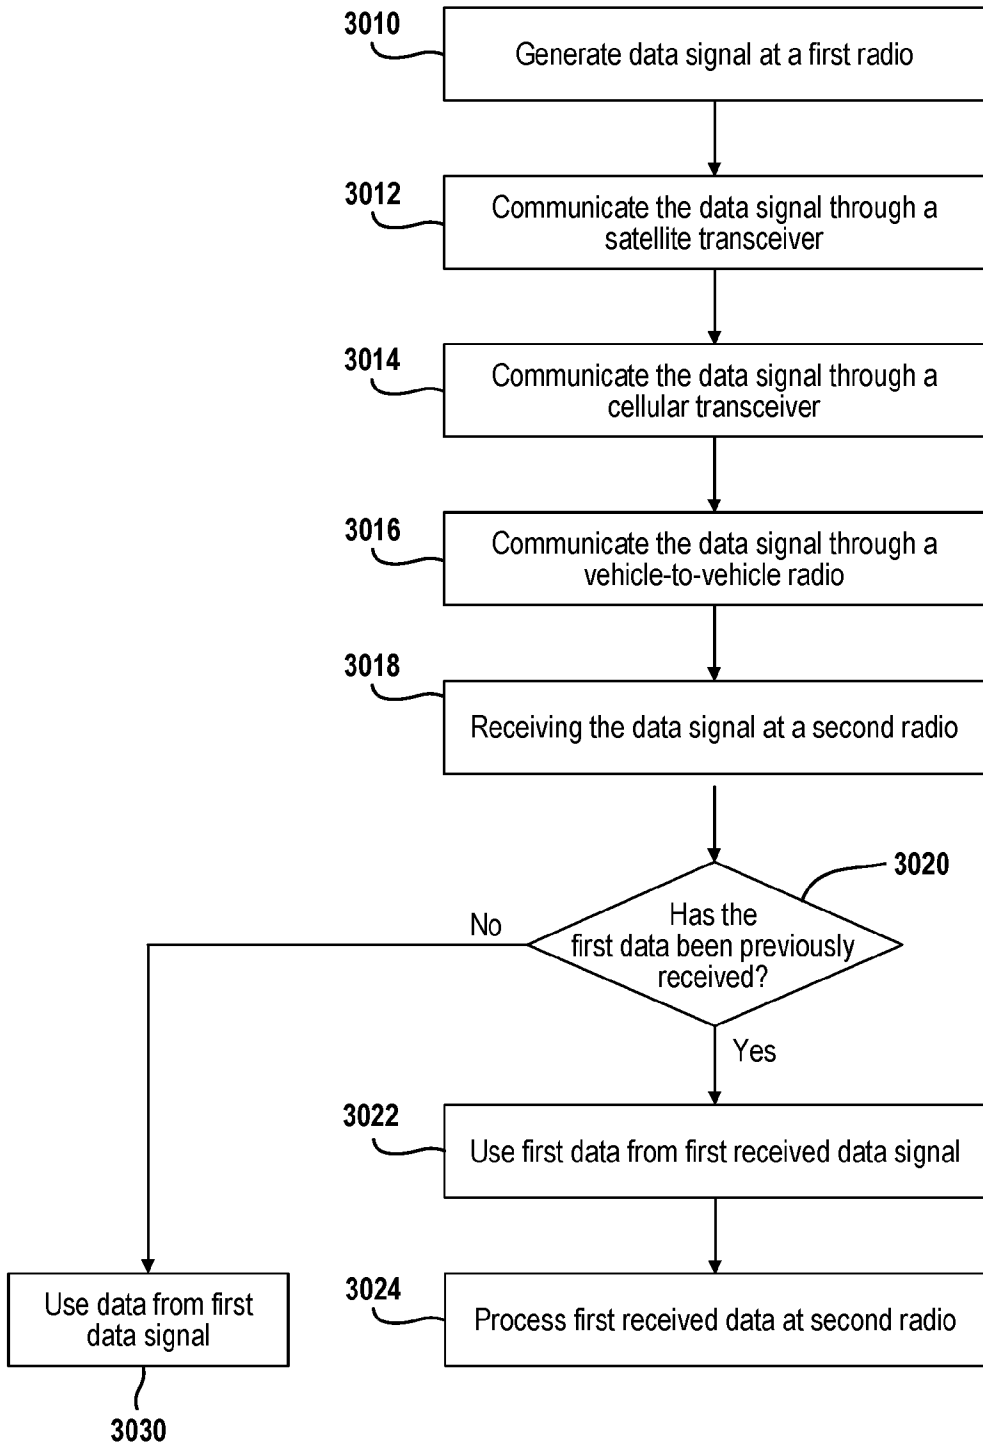 3010
Generate data signal at a first radio
3012
Communicate the data signal through a
satellite transceiver
3014
Communicate the data signal through a
cellular transceiver
3016
Communicate the data signal through a
vehicle-to-vehicle radio
3018
Receiving the data signal at a second radio
3020
Has the
first data been previously
received?
No
Yes
3022
Use first data from first received data signal
3024
Process first received data at second radio
Use data from first
data signal
3030